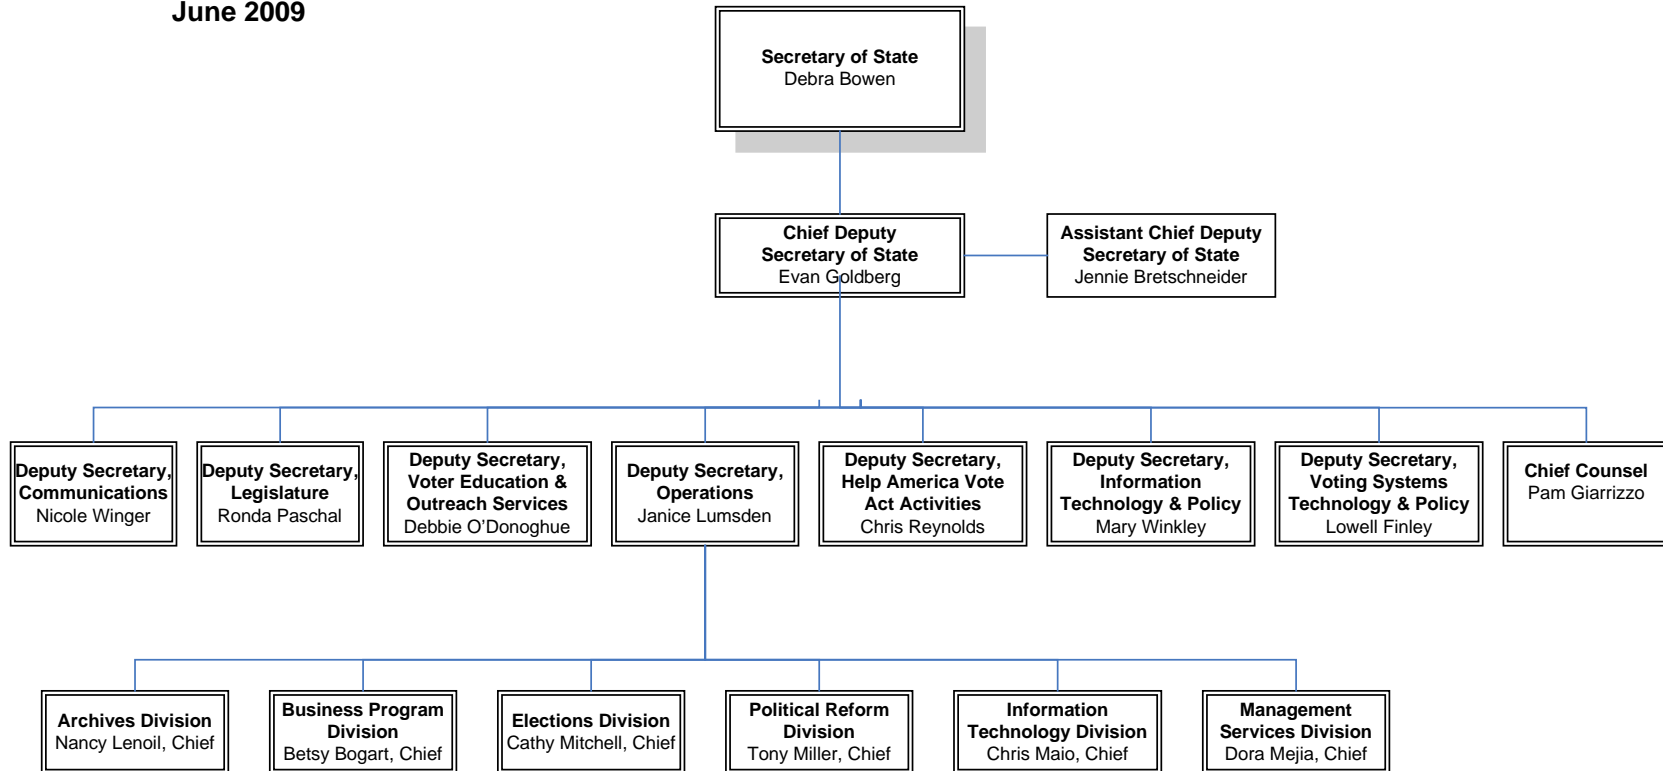 June 2009
Secretary of State
Debra Bowen
Chief Deputy
Secretary of State
Evan Goldberg
Assistant Chief Deputy
Secretary of State
Jennie Bretschneider
Deputy Secretary,
Communications
Nicole Winger
Deputy Secretary,
Legislature
Ronda Paschal
Deputy Secretary,
Voter Education &
Outreach Services
Debbie O’Donoghue
Deputy Secretary,
Operations
Janice Lumsden
Deputy Secretary,
Help America Vote
Act Activities
Chris Reynolds
Deputy Secretary,
Information
Technology & Policy
Mary Winkley
Deputy Secretary,
Voting Systems
Technology & Policy
Lowell Finley
Chief Counsel
Pam Giarrizzo
Archives Division
Nancy Lenoil, Chief
Business Program
Division
Betsy Bogart, Chief
Elections Division
Cathy Mitchell, Chief
Political Reform
Division
Tony Miller, Chief
Information
Technology Division
Chris Maio, Chief
Management
Services Division
Dora Mejia, Chief